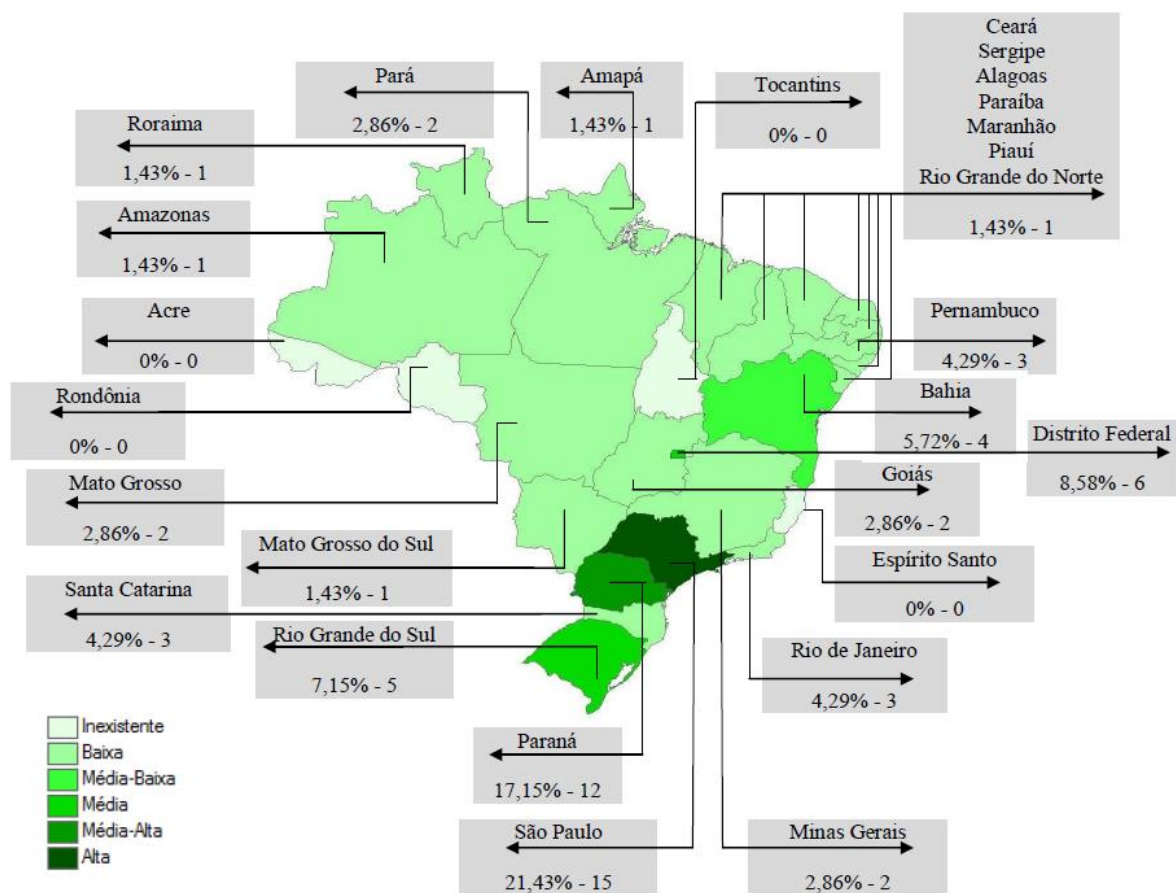 Ceará
Sergipe
Alagoas
Paraíba
Maranhão
Piauí
Rio Grande do Norte
1,43% - 1
Pará
2,86% - 2
Amapá
1,43% - 1
Tocantins
0% - 0
Roraima
1,43% - 1
Amazonas
1,43% - 1
Acre
0% - 0
Pernambuco
4,29% - 3
Rondônia
0% - 0
Bahia
5,72% - 4
Distrito Federal
8,58% - 6
Mato Grosso
2,86% - 2
Goiás
2,86% - 2
Mato Grosso do Sul
1,43% - 1
Espírito Santo
0% - 0
Santa Catarina
4,29% - 3
Rio Grande do Sul
7,15% - 5
Rio de Janeiro
4,29% - 3
Inexistente
Baixa
Média-Baixa
Média
Média-Alta
Alta
Paraná
17,15% - 12
São Paulo
21,43% - 15
Minas Gerais
2,86% - 2